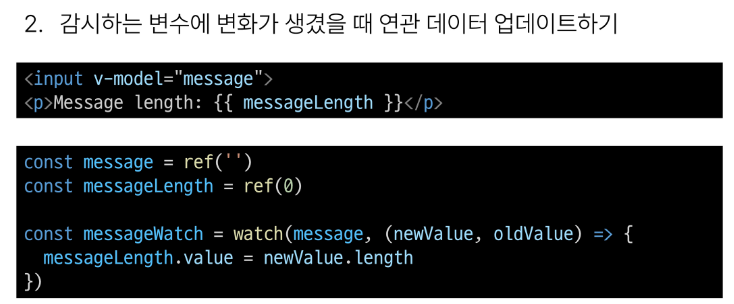 2. 감시하는 변수에 변화가 생겼을 때 연관 데이터 업데이트하기
<input v-model="message">
<p>Message length: {{ messageLength }}</p>
const message = ref('')
const messageLength = ref(0)
const messageWatch = watch(message, (newValue, oldValue) => {
  messageLength.value = newValue.length
})